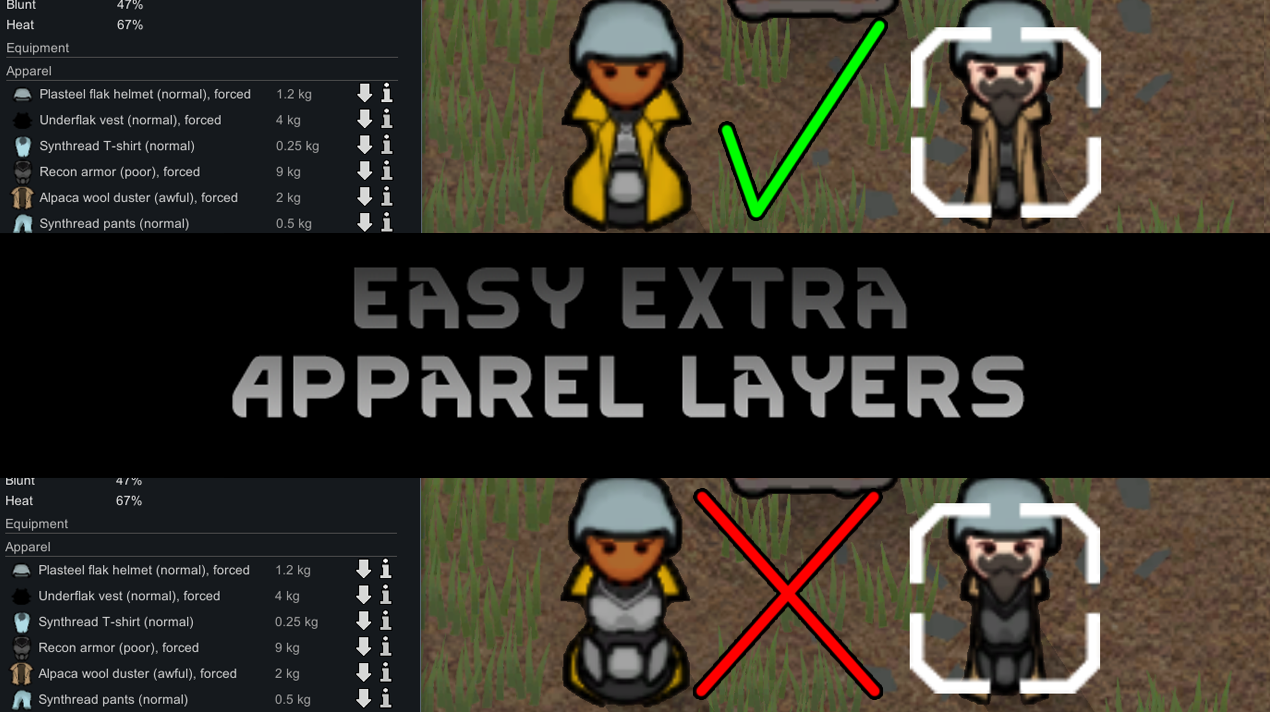 Blunt 47%
Heat 67%
Equipment
Apparel
Plasteel flak helmet (normal), forced 1.2 kg
Underflak vest (normal), forced 4 kg
Synthread T-shirt (normal) 0.25 kg
Recon armor (poor), forced 9 kg
Alpaca wool duster (awful), forced 2 kg
Synthread pants (normal) 0.5 kg
EASY EXTRA
APPAREL LAYERS
Blunt 47%
Heat 67%
Equipment
Apparel
Plasteel flak helmet (normal), forced 1.2 kg
Underflak vest (normal), forced 4 kg
Synthread T-shirt (normal) 0.25 kg
Recon armor (poor), forced 9 kg
Alpaca wool duster (awful), forced 2 kg
Synthread pants (normal) 0.5 kg